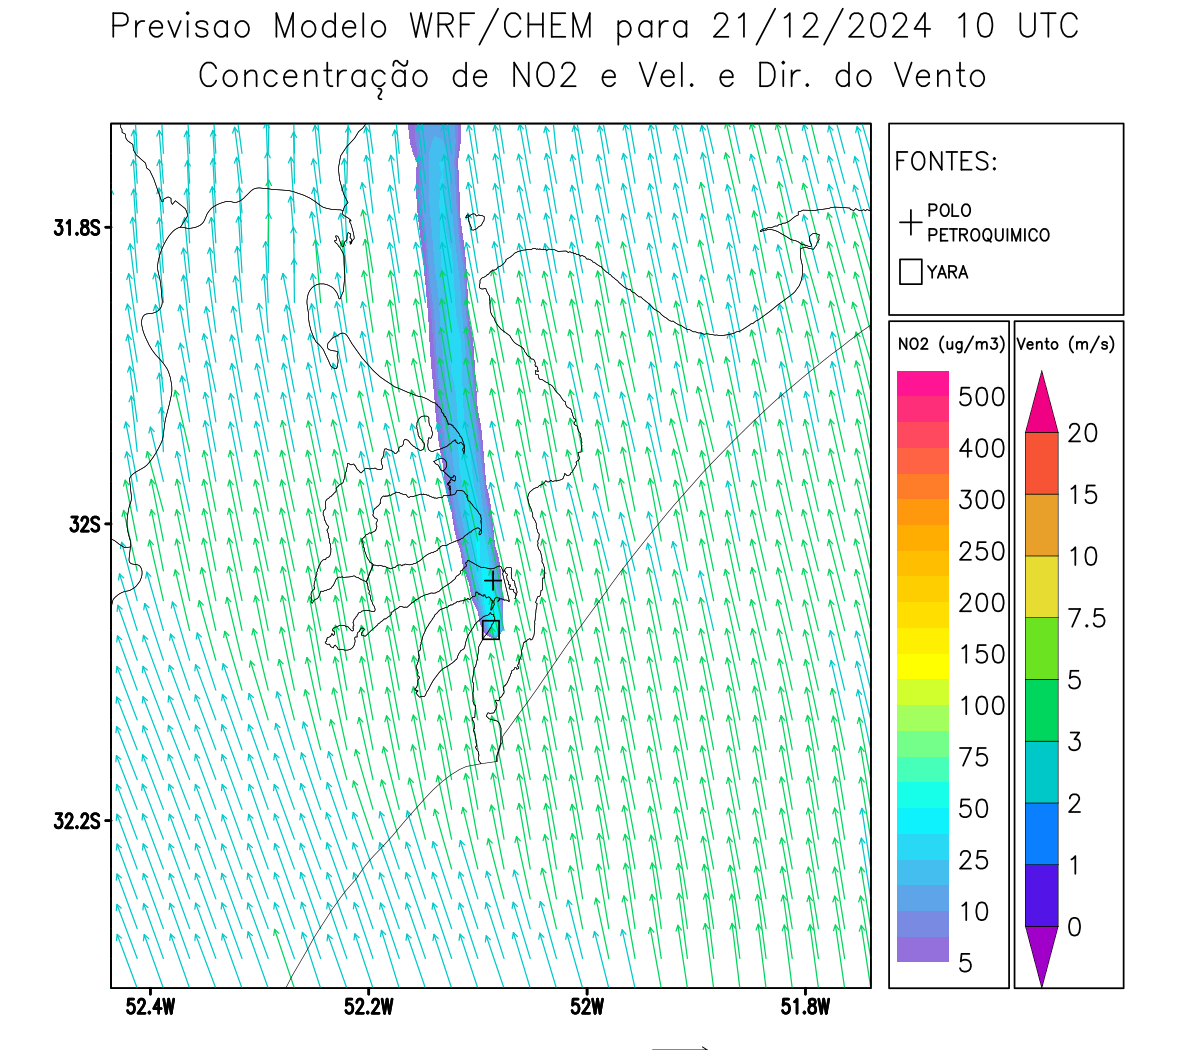 Previsao Modelo WRF/CHEM para 21/12/2024 10 UTC
Concentração de NO2 e Vel. e Dir. do Vento
FONTES:
POLO
PETROQUIMICO
YARA
31.8S
32S
32.2S
52.4W
52.2W
52W
51.8W
NO2 (ug/m3)
500
400
300
250
200
150
100
75
50
25
10
5
Vento (m/s)
20
15
10
7.5
5
3
2
1
0